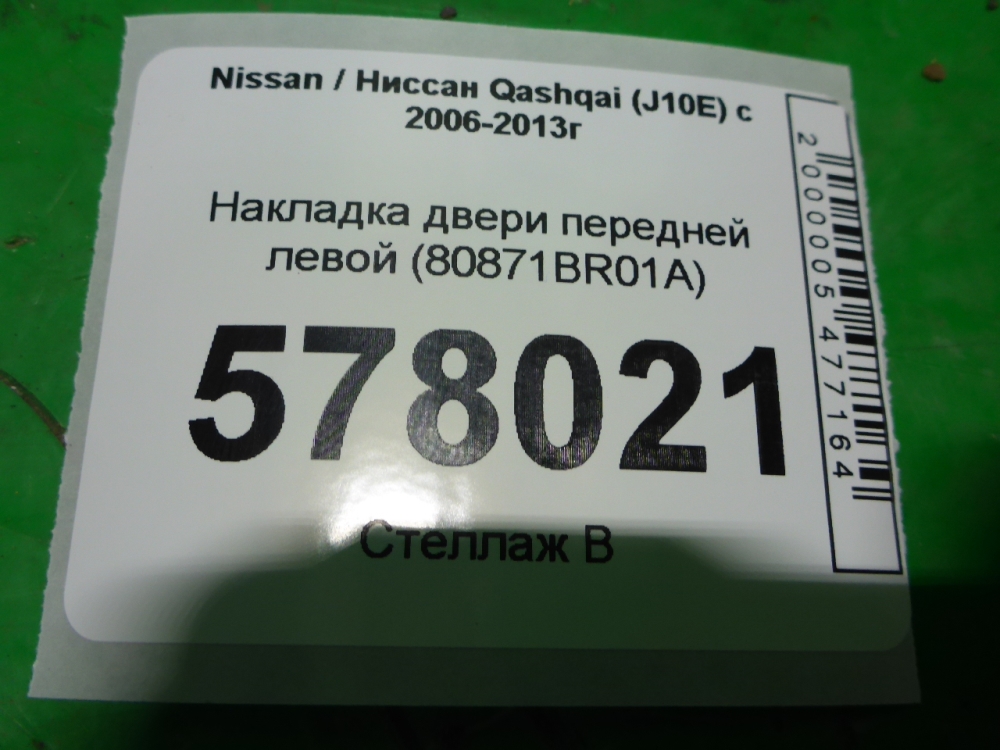 Nissan / Ниссан Qashqai (J10E) с
2006-2013г
Накладка двери передней
левой (80871BR01A)
578021
Стеллаж В
2000005477164